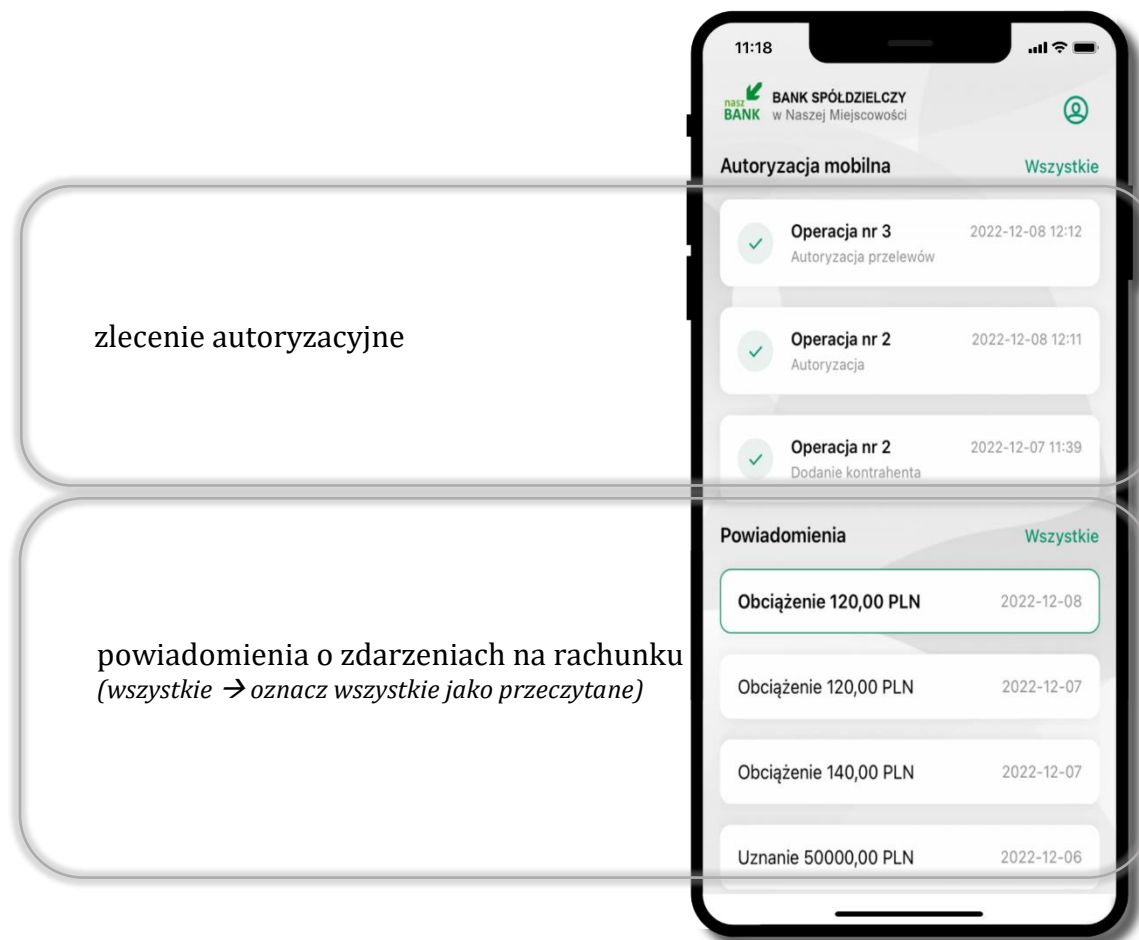 11:18
nasz BANK
BANK SPÓŁDZIELCZY
w Naszej Miejscowości
Autoryzacja mobilna Wszystkie
Operacja nr 3 2022-12-08 12:12
Autoryzacja przelewów
zlecenie autoryzacyjne
Operacja nr 2 2022-12-08 12:11
Autoryzacja
Operacja nr 2 2022-12-07 11:39
Dodanie kontrahenta
Powiadomienia Wszystkie
Obciążenie 120,00 PLN 2022-12-08
powiadomienia o zdarzeniach na rachunku
(wszystkie → oznacz wszystkie jako przeczytane)
Obciążenie 120,00 PLN 2022-12-07
Obciążenie 140,00 PLN 2022-12-07
Uznanie 50000,00 PLN 2022-12-06